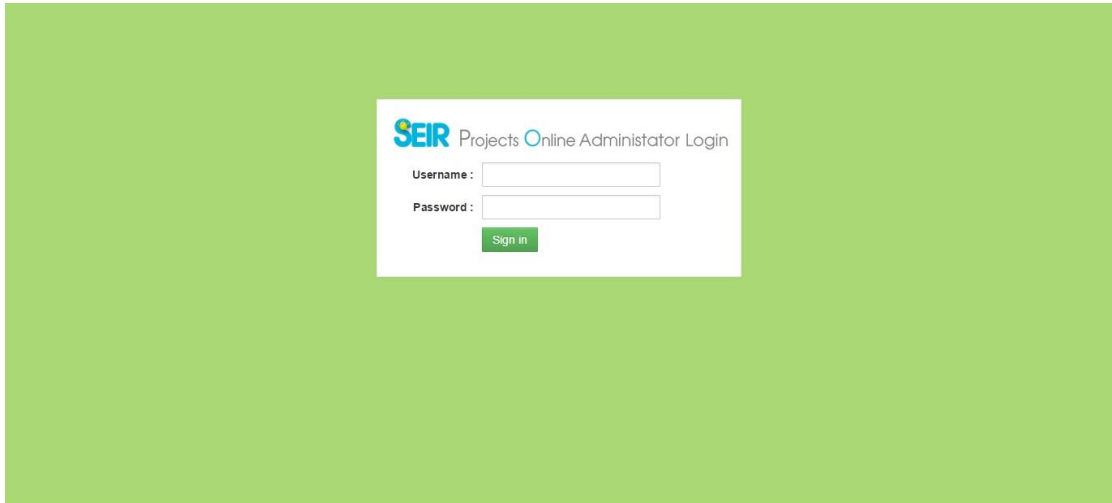 SEIR Projects Online Administator Login
Username :
Password :
Sign in